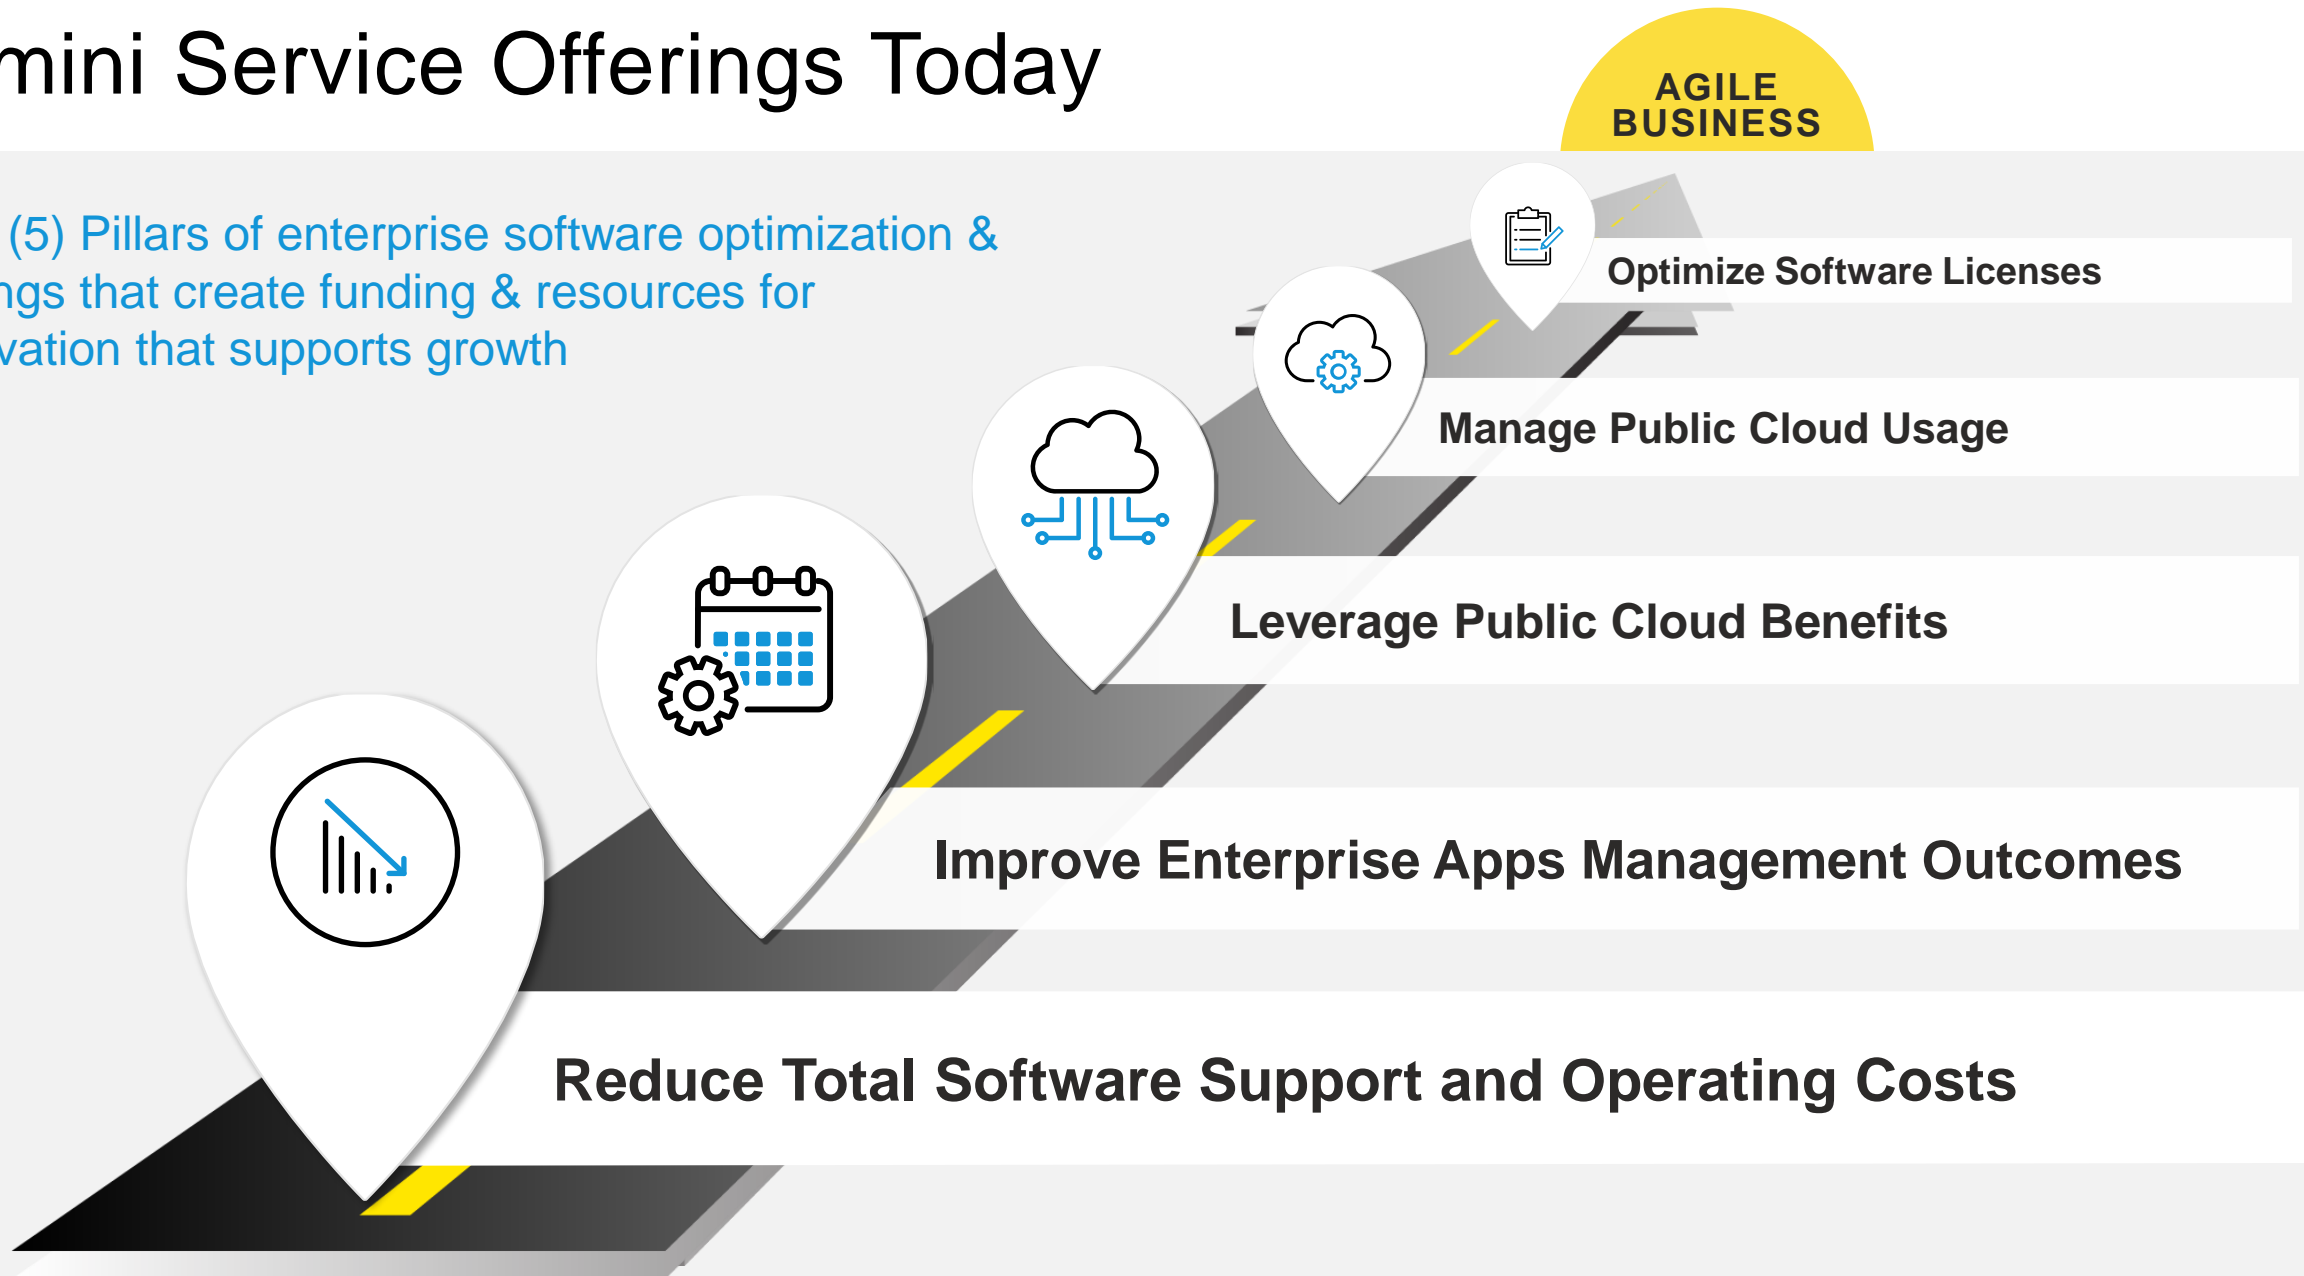 mini Service Offerings Today
AGILE
BUSINESS
(5) Pillars of enterprise software optimization &
ngs that create funding & resources for
vation that supports growth
Optimize Software Licenses
Manage Public Cloud Usage
Leverage Public Cloud Benefits
Improve Enterprise Apps Management Outcomes
Reduce Total Software Support and Operating Costs